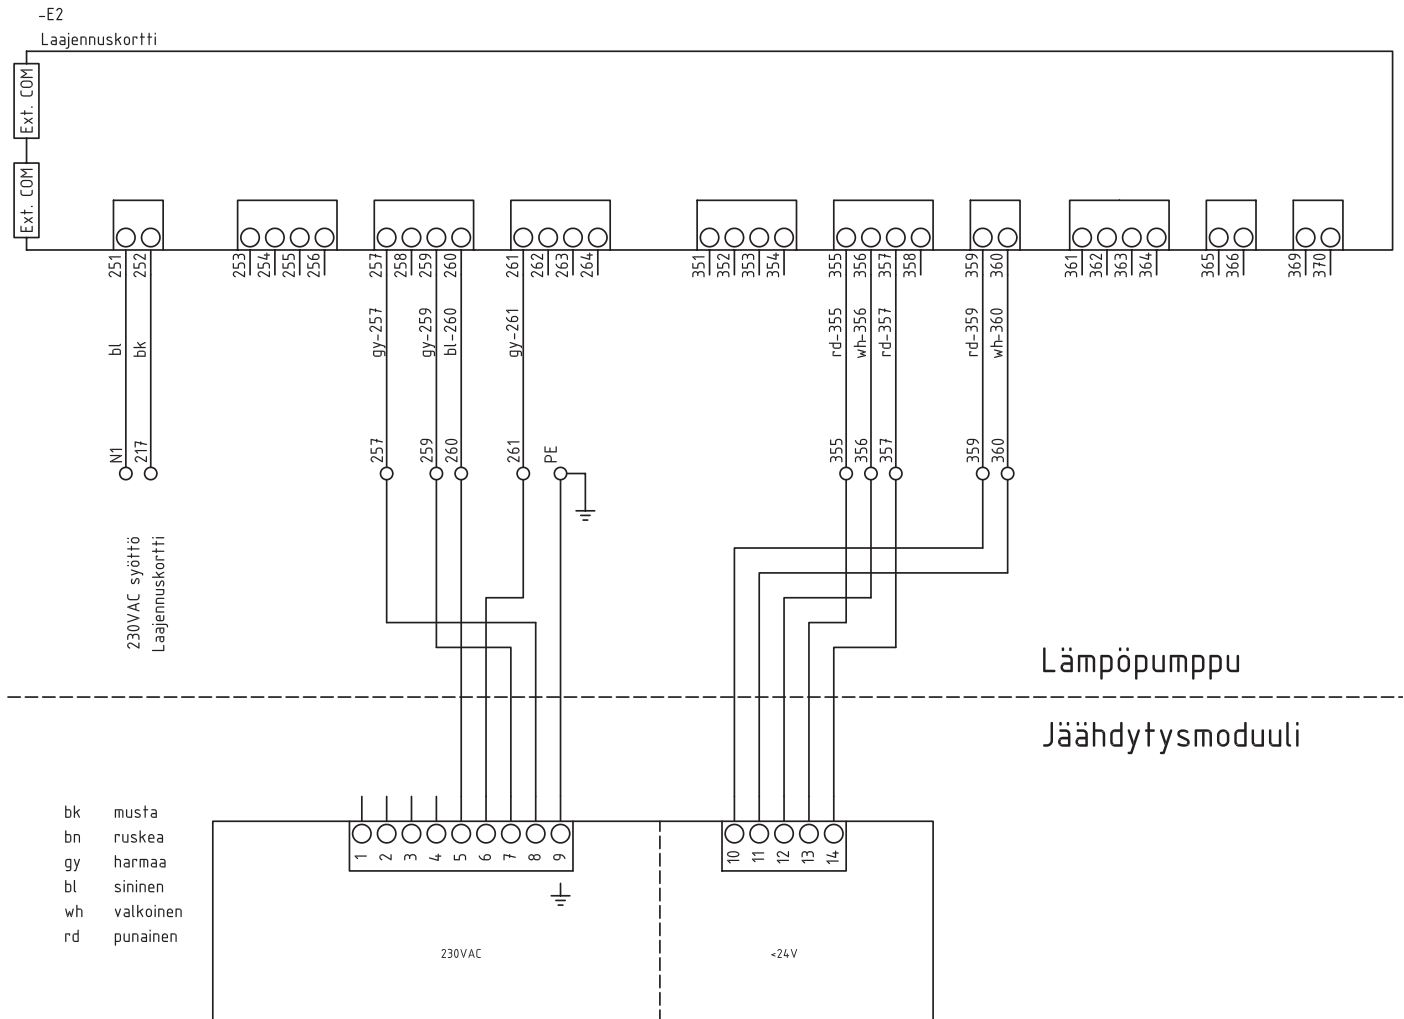 -E2
Laajennuskortti
Ext. COM
Ext. COM
251 252
253 254 255 256
257 258 259 260
261 262 263 264
351 352 353 354
355 356 357 358
359 360
361 362 363 364
365 366
369 370
bl bk
gy-257 gy-259 bl-260
gy-261
rd-355 wh-356 rd-357
rd-359 wh-360
N1 217
257 259 260
261
PE
355 356 357
359 360
230VAC syöttö
Laajennuskortti
Lämpöpumppu
Jäähdytysmoduuli
bk musta
bn ruskea
gy harmaa
bl sininen
wh valkoinen
rd punainen
1 2 3 4 5 6 7 8 9
10 11 12 13 14
230VAC
<24V